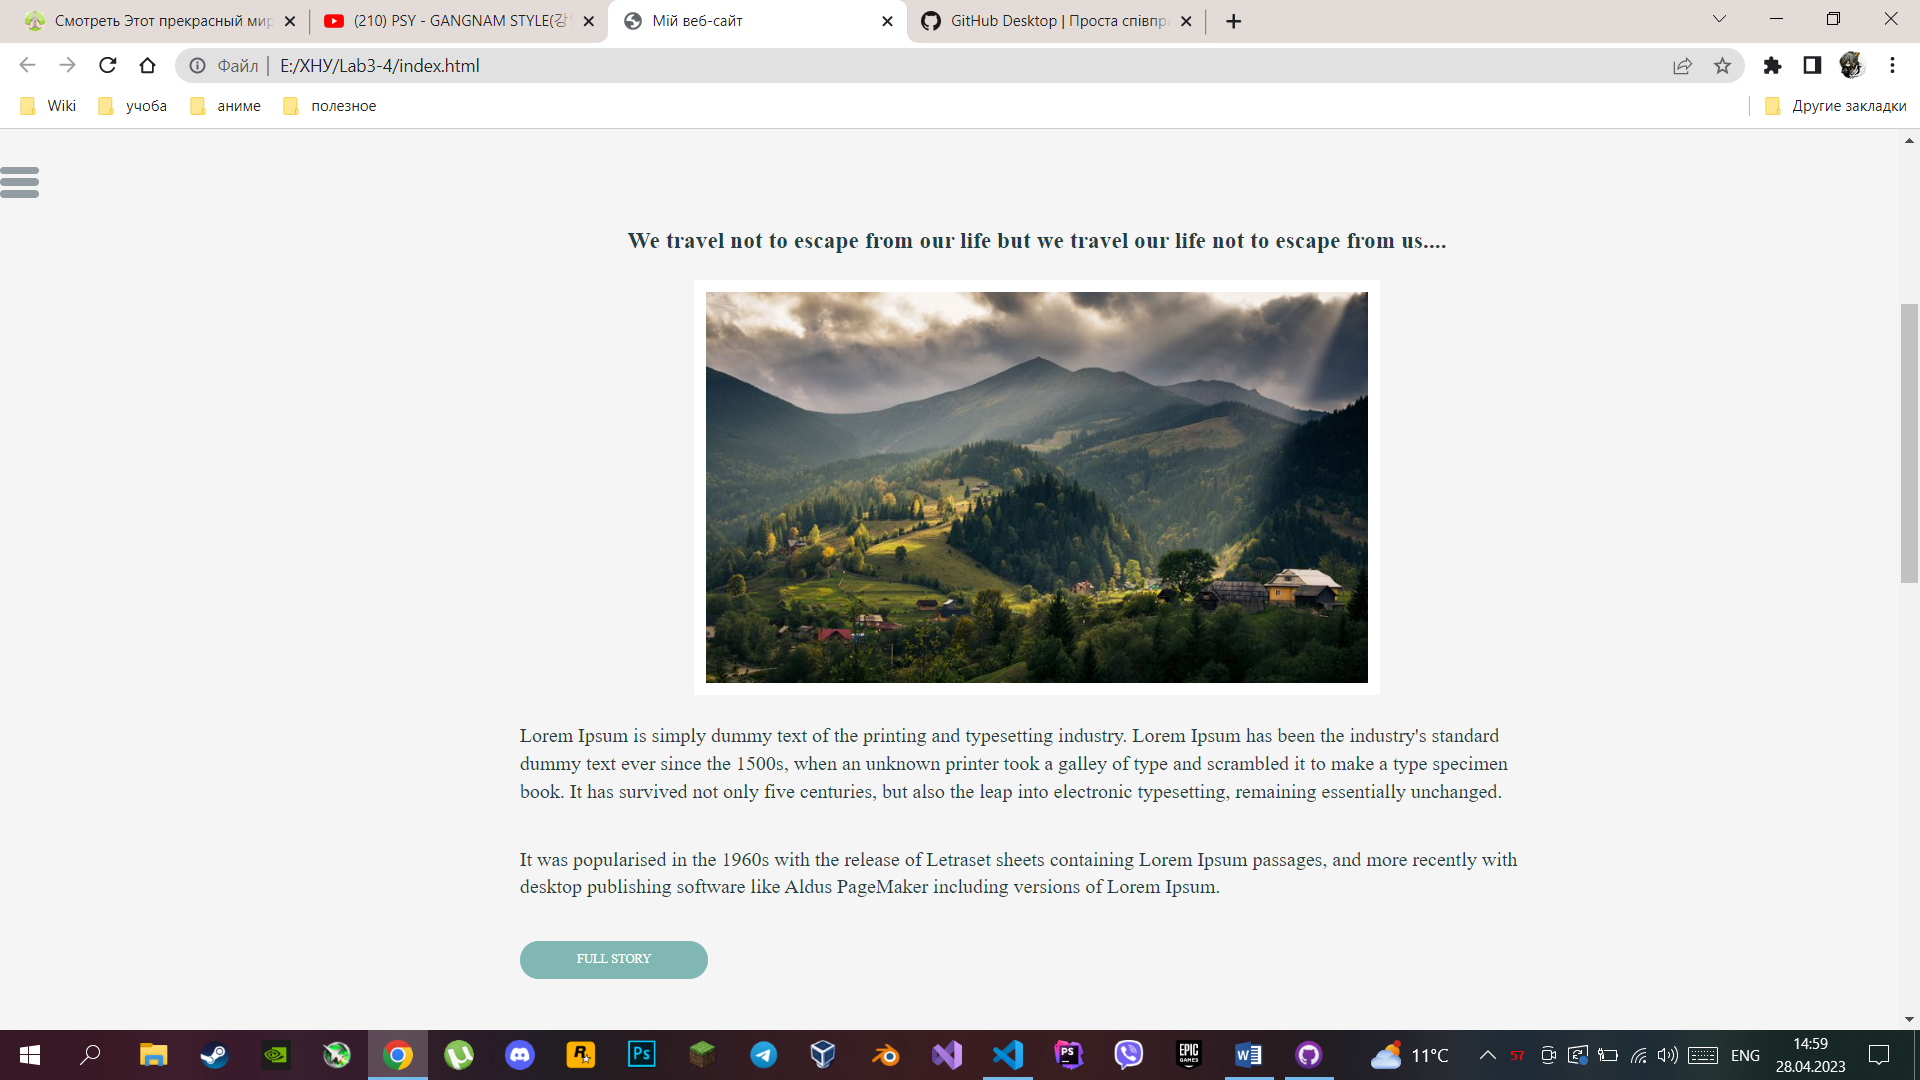 Смотреть Этот прекрасный мир
(210) PSY - GANGNAM STYLE(강
Мій веб-сайт
GitHub Desktop | Проста співпра
Файл | E:/ХНУ/Lab3-4/index.html
Wiki учоба аниме полезное Другие закладки
We travel not to escape from our life but we travel our life not to escape from us....
Lorem Ipsum is simply dummy text of the printing and typesetting industry. Lorem Ipsum has been the industry's standard
dummy text ever since the 1500s, when an unknown printer took a galley of type and scrambled it to make a type specimen
book. It has survived not only five centuries, but also the leap into electronic typesetting, remaining essentially unchanged.
It was popularised in the 1960s with the release of Letraset sheets containing Lorem Ipsum passages, and more recently with
desktop publishing software like Aldus PageMaker including versions of Lorem Ipsum.
FULL STORY
Ps
PS
EPIC
GAMES
11°C
57
ENG
14:59
28.04.2023